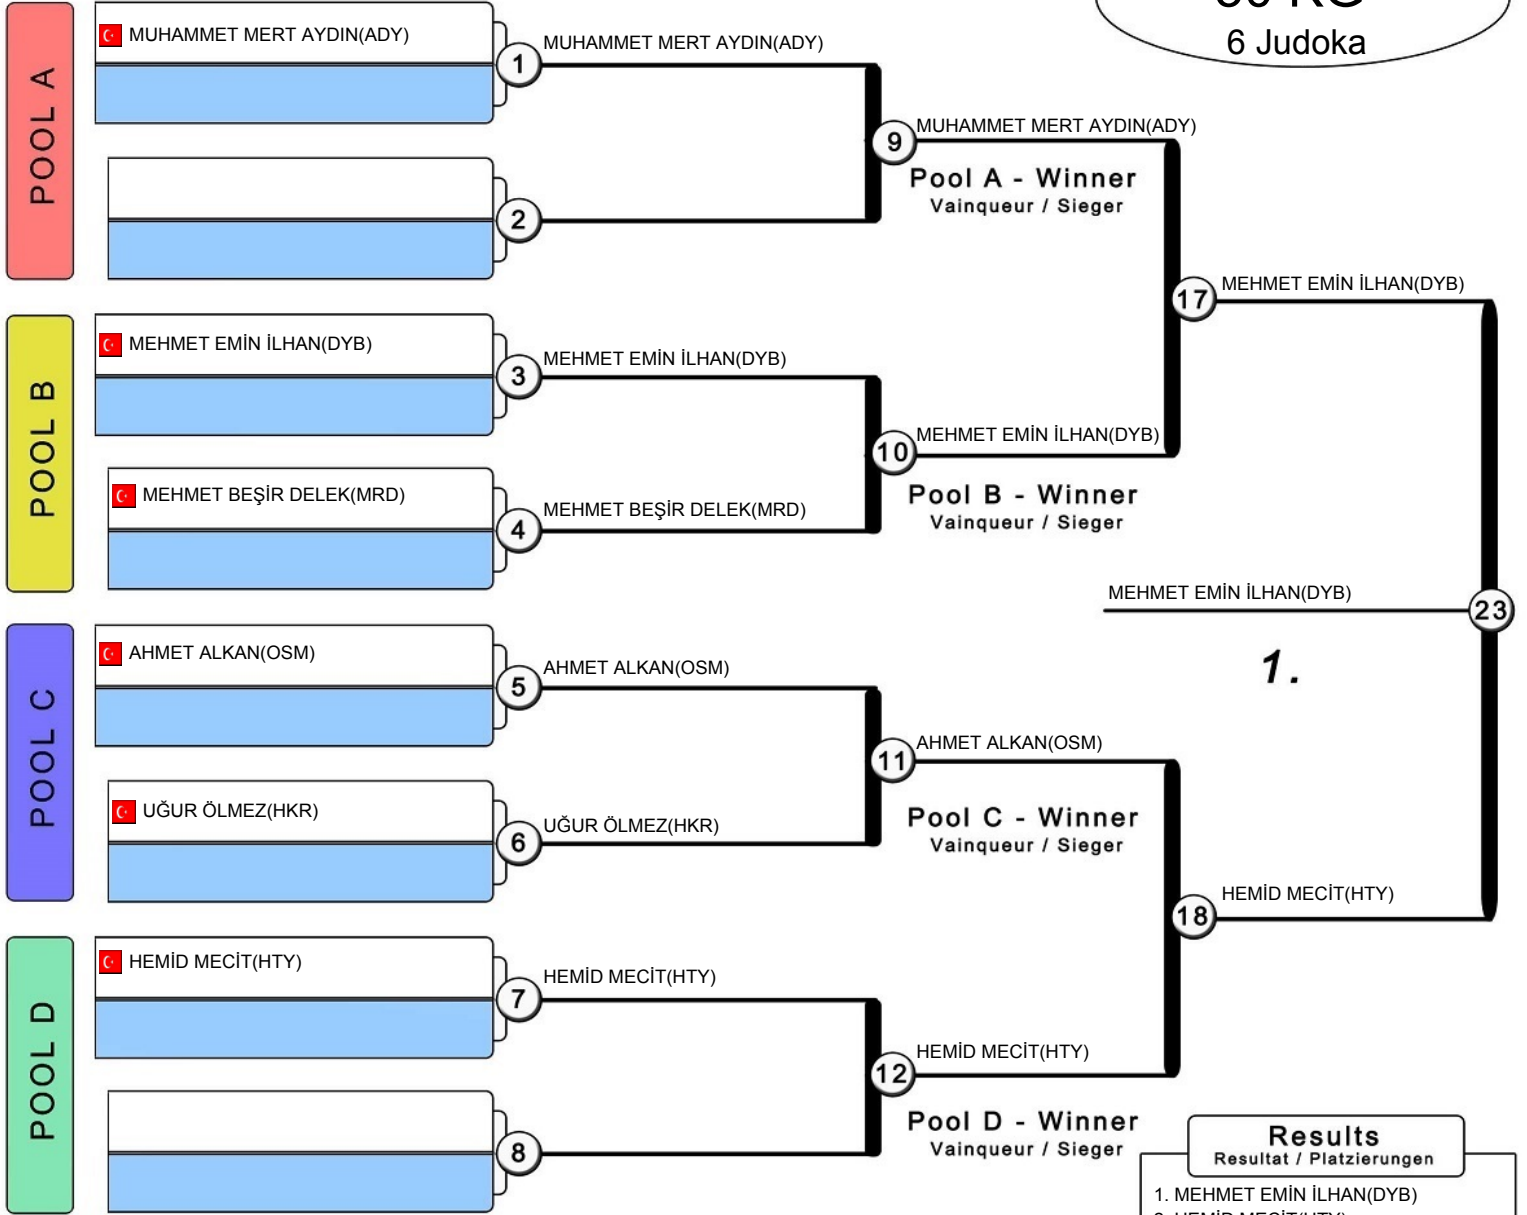 6 Judoka
POOL A
MUHAMMET MERT AYDIN(ADY)
1
MUHAMMET MERT AYDIN(ADY)
2
9
MUHAMMET MERT AYDIN(ADY)
Pool A - Winner
Vainqueur / Sieger
POOL B
MEHMET EMİN İLHAN(DYB)
3
MEHMET EMİN İLHAN(DYB)
MEHMET BEŞİR DELEK(MRD)
4
MEHMET BEŞİR DELEK(MRD)
10
MEHMET EMİN İLHAN(DYB)
Pool B - Winner
Vainqueur / Sieger
17
MEHMET EMİN İLHAN(DYB)
MEHMET EMİN İLHAN(DYB)
23
1.
POOL C
AHMET ALKAN(OSM)
5
AHMET ALKAN(OSM)
UĞUR ÖLMEZ(HKR)
6
UĞUR ÖLMEZ(HKR)
11
AHMET ALKAN(OSM)
Pool C - Winner
Vainqueur / Sieger
18
HEMİD MECİT(HTY)
POOL D
HEMİD MECİT(HTY)
7
HEMİD MECİT(HTY)
8
12
HEMİD MECİT(HTY)
Pool D - Winner
Vainqueur / Sieger
Results
Resultat / Platzierungen
1. MEHMET EMİN İLHAN(DYB)